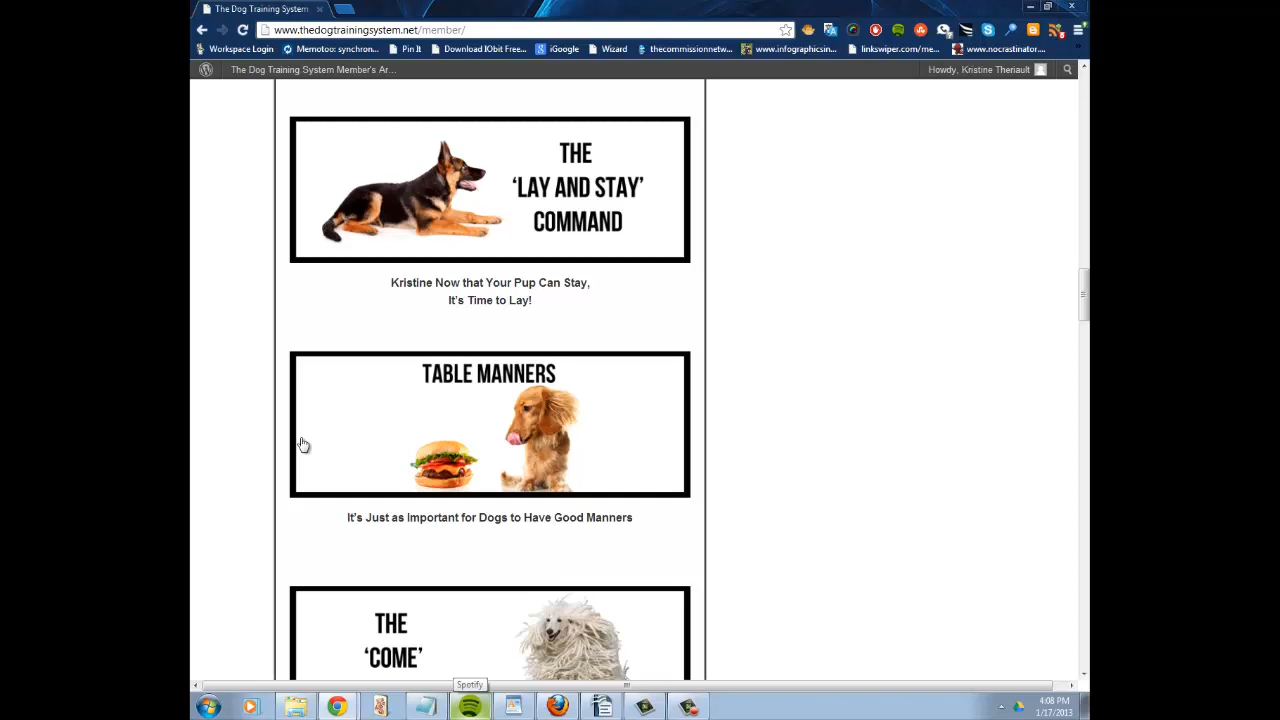 The Dog Training System
www.thedogtrainingsystem.net/member/
Workspace Login
Memotoo: synchron...
Pin It
Download IObit Free...
iGoogle
Wizard
thecommissionnetw...
www.infographicsin...
linkswiper.com/me...
www.nocrastinator....
The Dog Training System Member's Ar...
Howdy, Kristine Theriault
THE
'LAY AND STAY'
COMMAND
Kristine Now that Your Pup Can Stay,
It's Time to Lay!
TABLE MANNERS
It's Just as Important for Dogs to Have Good Manners
THE
'COME'
Spotify
4:08 PM
1/17/2013